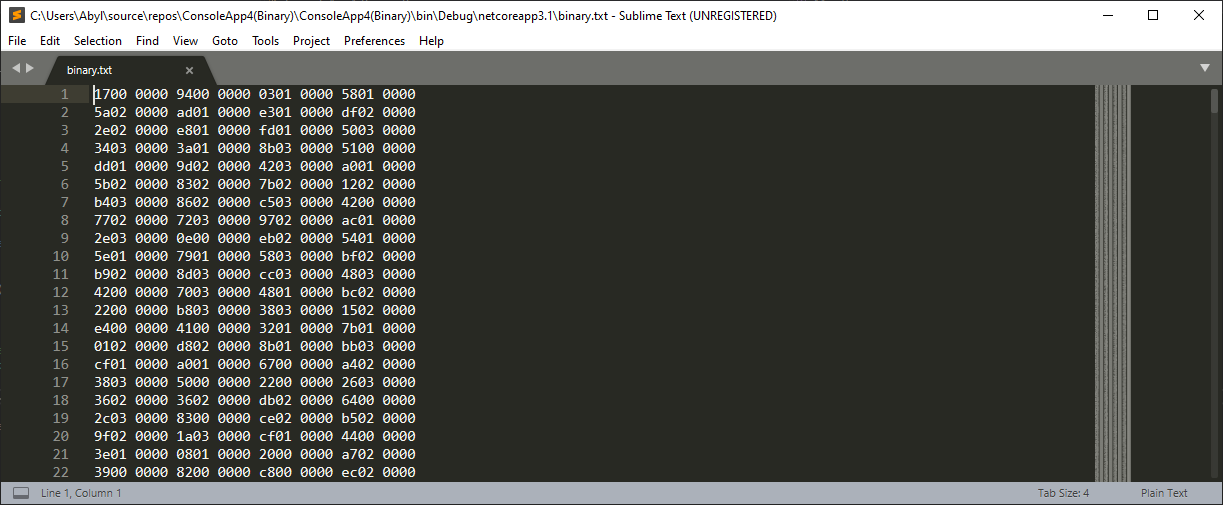 C:\Users\Abyl\source\repos\ConsoleApp4(Binary)\ConsoleApp4(Binary)\bin\Debug\netcoreapp3.1\binary.txt - Sublime Text (UNREGISTERED)
File Edit Selection Find View Goto Tools Project Preferences Help
binary.txt
1 1700 0000 9400 0000 0301 0000 5801 0000
2 5a02 0000 ad01 0000 e301 0000 df02 0000
3 2e02 0000 e801 0000 fd01 0000 5003 0000
4 3403 0000 3a01 0000 8b03 0000 5100 0000
5 dd01 0000 9d02 0000 4203 0000 a001 0000
6 5b02 0000 8302 0000 7b02 0000 1202 0000
7 b403 0000 8602 0000 c503 0000 4200 0000
8 7702 0000 7203 0000 9702 0000 ac01 0000
9 2e03 0000 0e00 0000 eb02 0000 5401 0000
10 5e01 0000 7901 0000 5803 0000 bf02 0000
11 b902 0000 8d03 0000 cc03 0000 4803 0000
12 4200 0000 7003 0000 4801 0000 bc02 0000
13 2200 0000 b803 0000 3803 0000 1502 0000
14 e400 0000 4100 0000 3201 0000 7b01 0000
15 0102 0000 d802 0000 8b01 0000 bb03 0000
16 cf01 0000 a001 0000 6700 0000 a402 0000
17 3803 0000 5000 0000 2200 0000 2603 0000
18 3602 0000 3602 0000 db02 0000 6400 0000
19 2c03 0000 8300 0000 ce02 0000 b502 0000
20 9f02 0000 1a03 0000 cf01 0000 4400 0000
21 3e01 0000 0801 0000 2000 0000 a702 0000
22 3900 0000 8200 0000 c800 0000 ec02 0000
Line 1, Column 1 Tab Size: 4 Plain Text